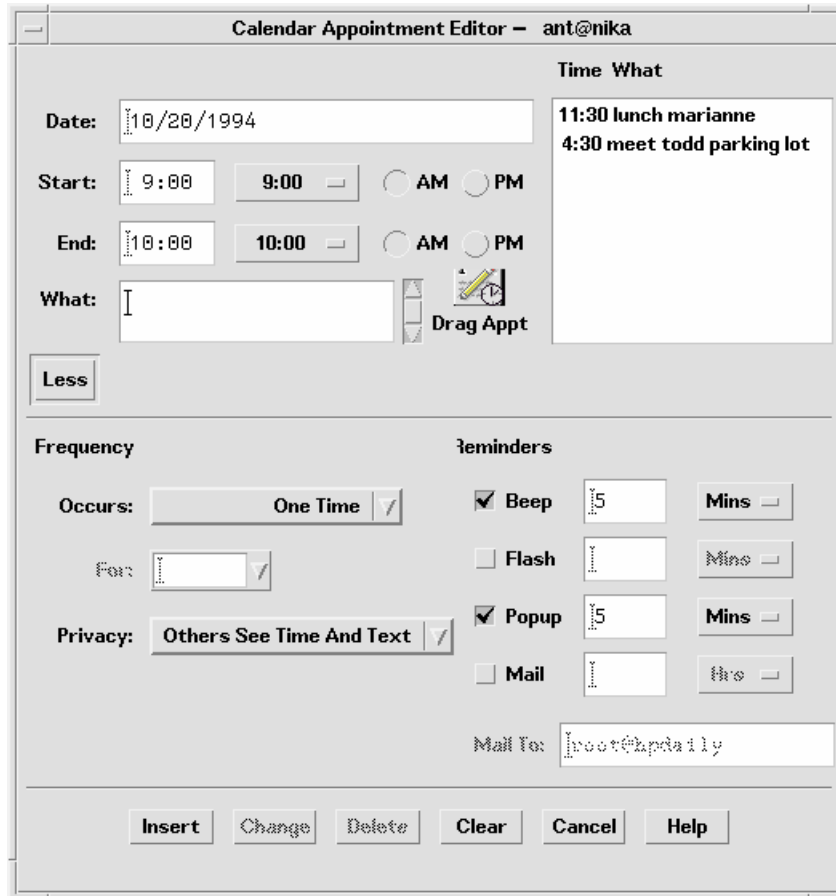 Calendar Appointment Editor – ant@nika
Time What
Date: 10/20/1994
11:30 lunch marianne
4:30 meet todd parking lot
Start: 9:00 9:00 AM PM
End: 10:00 10:00 AM PM
What:
Drag Appt
Less
Frequency
Reminders
Occurs: One Time
Beep 5 Mins
For:
Flash Mins
Privacy: Others See Time And Text
Popup 5 Mins
Mail Hrs
Mail To: root@hpdaily
Insert Change Delete Clear Cancel Help